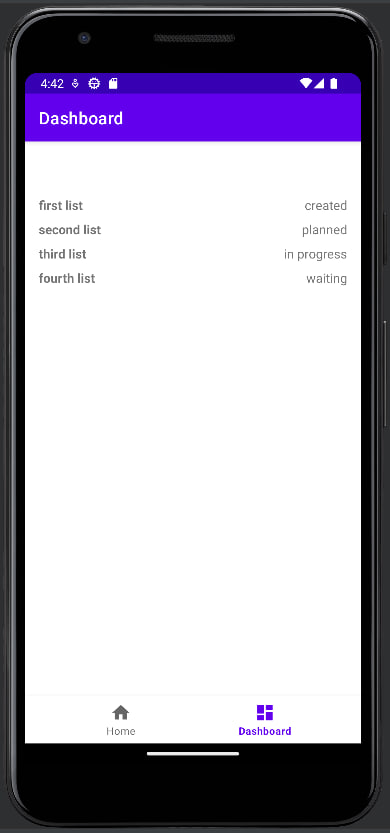 4:42
Dashboard
first list created
second list planned
third list in progress
fourth list waiting
Home Dashboard